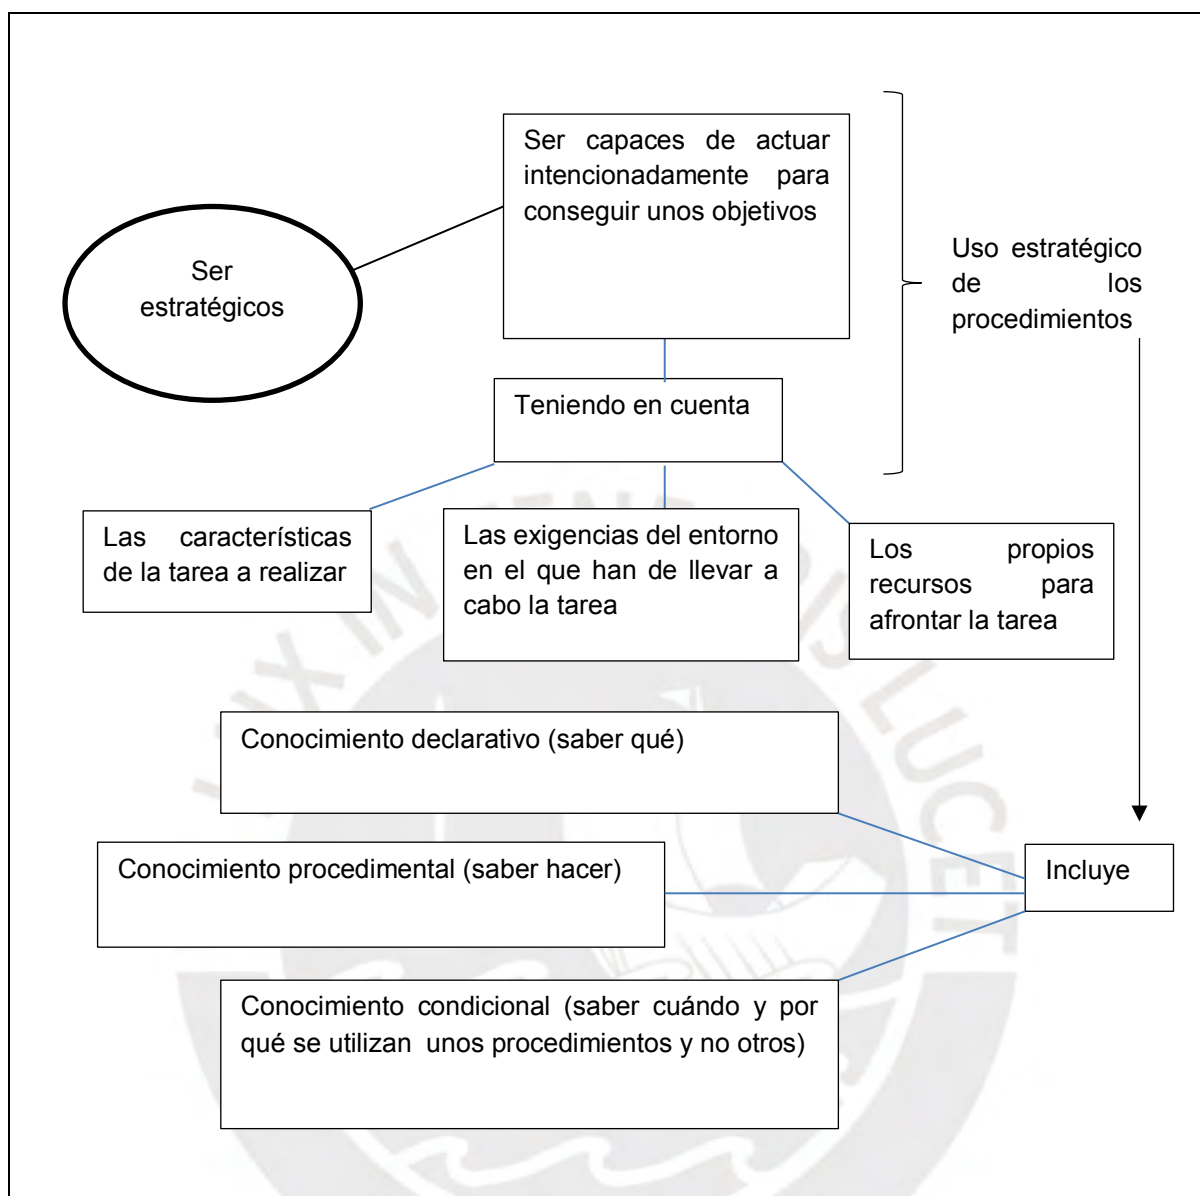 Ser capaces de actuar
intencionadamente para
conseguir unos objetivos
Ser
estratégicos
Uso estratégico
de los
procedimientos
Teniendo en cuenta
Las características
de la tarea a realizar
Las exigencias del entorno
en el que han de llevar a
cabo la tarea
Los propios
recursos para
afrontar la tarea
Conocimiento declarativo (saber qué)
Conocimiento procedimental (saber hacer)
Incluye
Conocimiento condicional (saber cuándo y por
qué se utilizan unos procedimientos y no otros)
LUCET